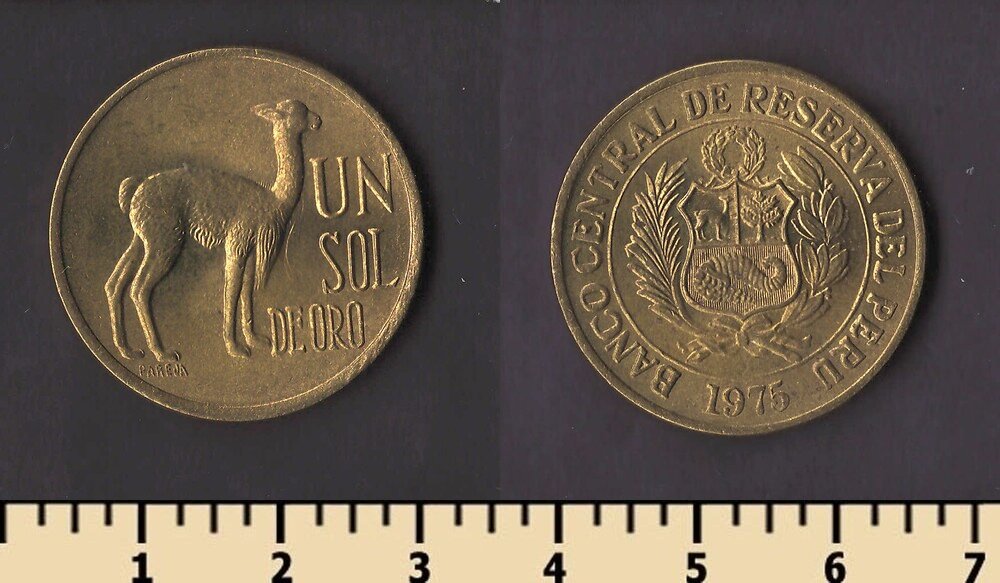 UN
SOL
DE ORO
PAREJA
BANCO CENTRAL DE RESERVA DEL PERU
1975
1 2 3 4 5 6 7